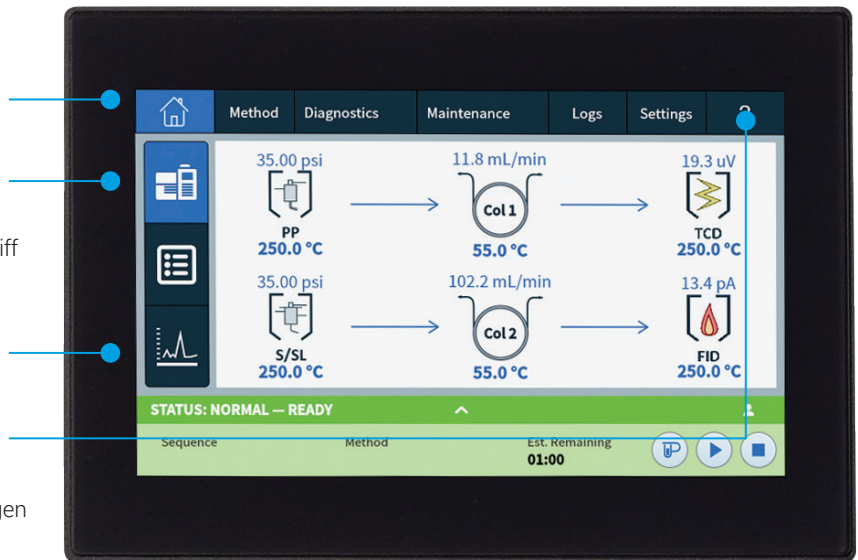 Method Diagnostics Maintenance Logs Settings
35.00 psi 11.8 mL/min 19.3 uV
Col 1
PP TCD
250.0 °C 55.0 °C 250.0 °C
iff
35.00 psi 102.2 mL/min 13.4 pA
Col 2
S/SL FID
250.0 °C 55.0 °C 250.0 °C
STATUS: NORMAL — READY
Sequence Method Est. Remaining
01:00
gen